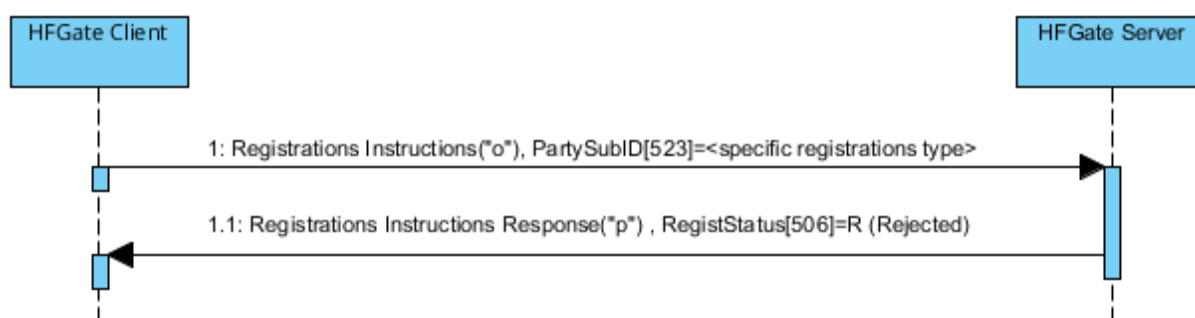 HFGate Client
HFGate Server
1: Registrations Instructions("o"), PartySubID[523]=<specific registrations type>
1.1: Registrations Instructions Response("p") , RegistStatus[506]=R (Rejected)